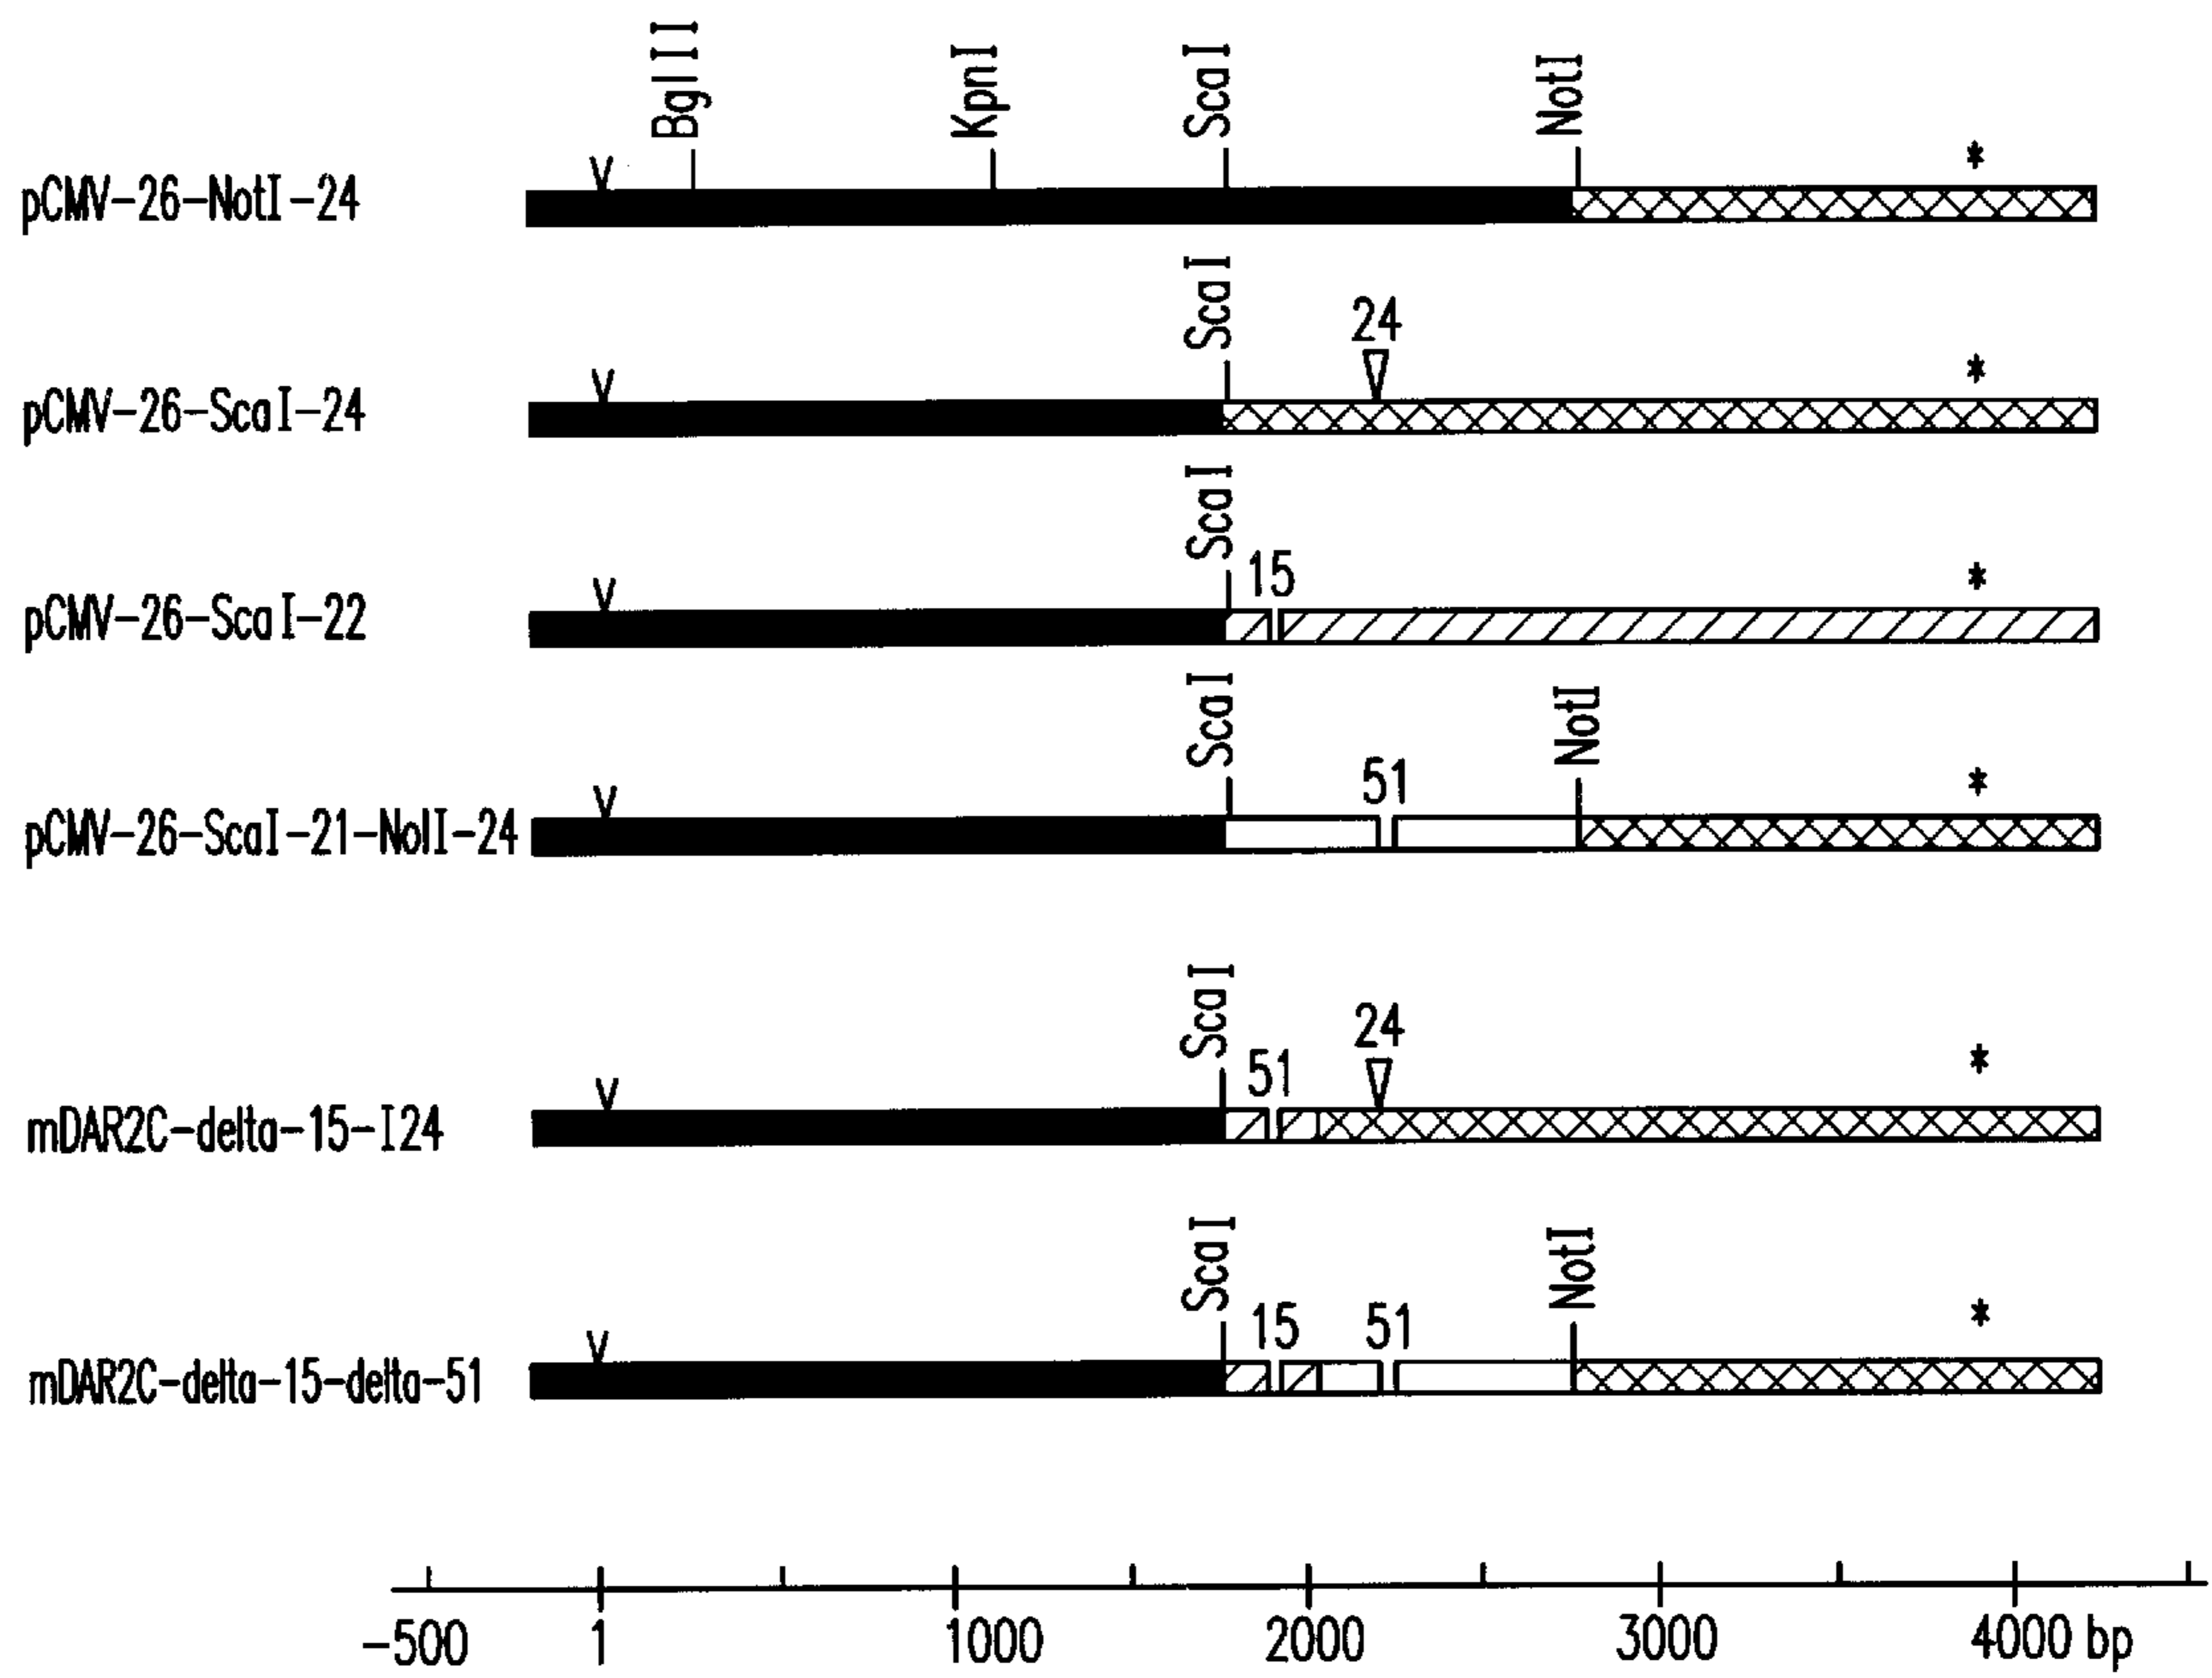 BglII KpnI ScaI NotI
pCMV-26-NotI-24 V *
ScaI 24
pCMV-26-ScaI-24 V *
ScaI 15
pCMV-26-ScaI-22 V *
ScaI 51 NotI
pCMV-26-ScaI-21-NolI-24 V *
ScaI 51 24
mDAR2C-delta-15-I24 V *
ScaI 15 51 NotI
mDAR2C-delta-15-delta-51 V *
-500 1 1000 2000 3000 4000 bp